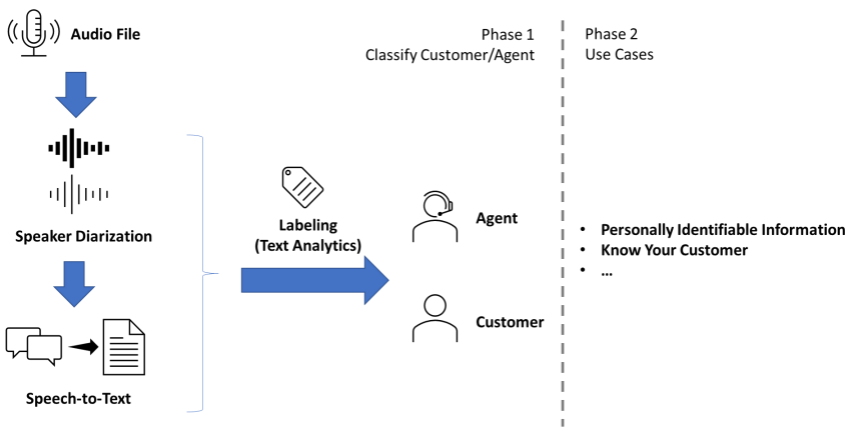 Audio File
Speaker Diarization
Speech-to-Text
Labeling
(Text Analytics)
Phase 1
Classify Customer/Agent
Agent
Customer
Phase 2
Use Cases
• Personally Identifiable Information
• Know Your Customer
• ...